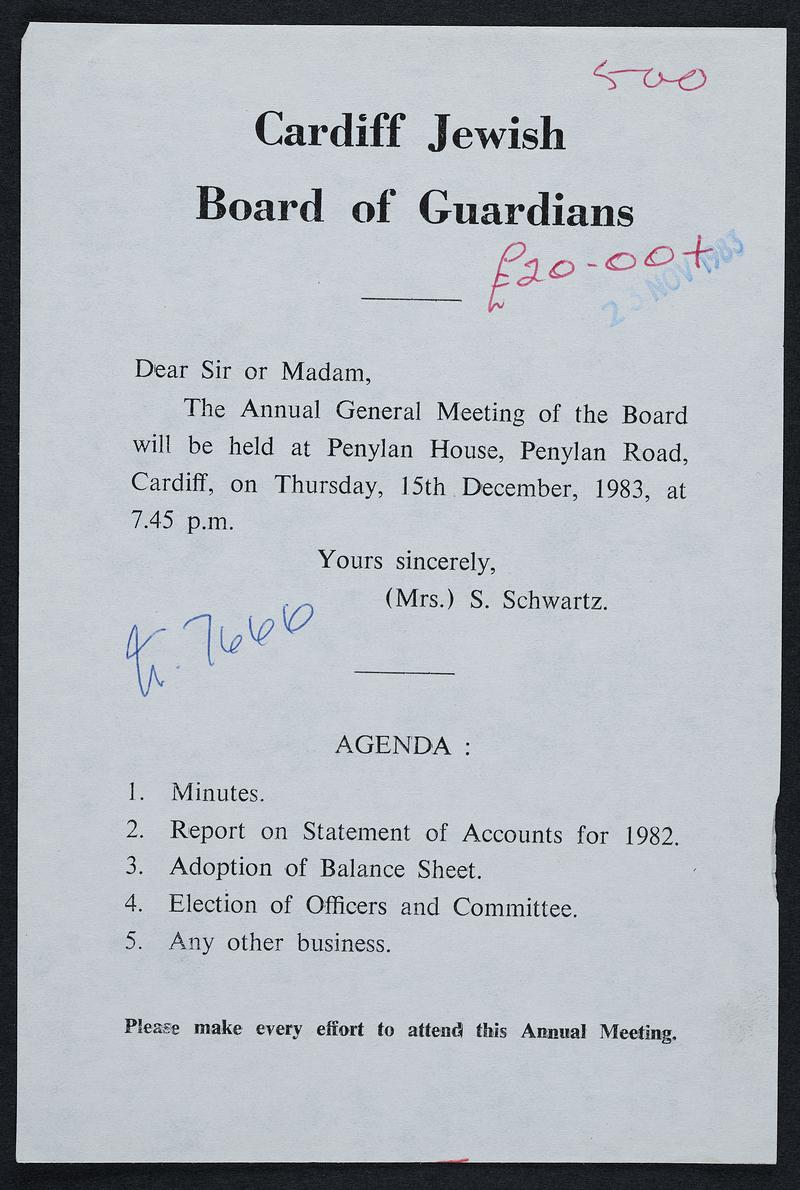 500
Cardiff Jewish
Board of Guardians
£20-00+
23 NOV 1983
Dear Sir or Madam,
The Annual General Meeting of the Board
will be held at Penylan House, Penylan Road,
Cardiff, on Thursday, 15th December, 1983, at
7.45 p.m.
Yours sincerely,
(Mrs.) S. Schwartz.
7666
AGENDA :
1. Minutes.
2. Report on Statement of Accounts for 1982.
3. Adoption of Balance Sheet.
4. Election of Officers and Committee.
5. Any other business.
Please make every effort to attend this Annual Meeting.